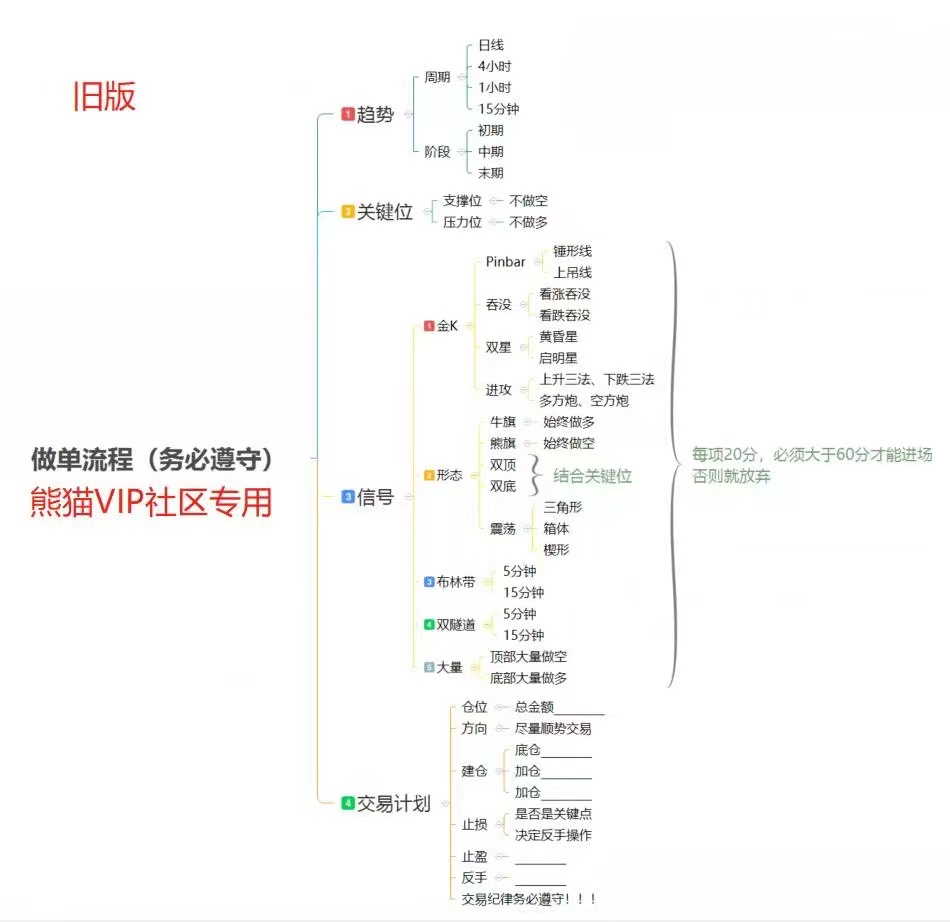 旧版
做单流程（务必遵守）
熊猫VIP社区专用
1 趋势
周期
日线
4小时
1小时
15分钟
阶段
初期
中期
末期
2 关键位
支撑位
不做空
压力位
不做多
3 信号
1 金K
Pinbar
锤形线
上吊线
吞没
看涨吞没
看跌吞没
双星
黄昏星
启明星
进攻
上升三法、下跌三法
多方炮、空方炮
2 形态
牛旗
始终做多
熊旗
始终做空
双顶
双底
结合关键位
震荡
三角形
箱体
楔形
3 布林带
5分钟
15分钟
4 双隧道
5分钟
15分钟
5 大量
顶部大量做空
底部大量做多
每项20分，必须大于60分才能进场
否则就放弃
4 交易计划
仓位
总金额________
方向
尽量顺势交易
建仓
底仓________
加仓________
加仓________
止损
是否是关键点
决定反手操作
止盈
________
反手
________
交易纪律务必遵守！！！